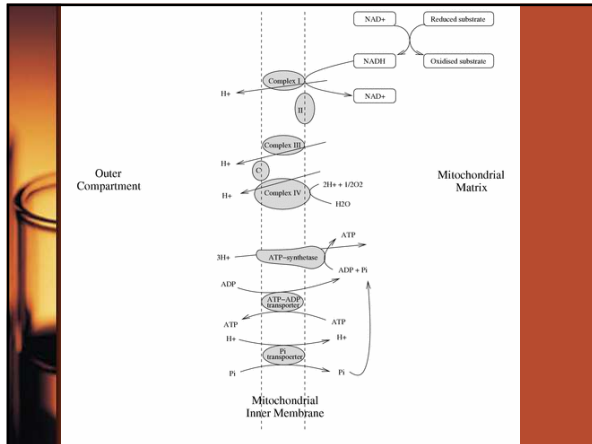 NAD+
Reduced substrate
NADH
Oxidised substrate
Complex I
H+
NAD+
II
Complex III
H+
C
Outer
Compartment
Mitochondrial
Matrix
H+
Complex IV
2H+ + 1/2O2
H2O
ATP
3H+
ATP-synthetase
ADP + Pi
ADP
ATP-ADP
transporter
ATP
ATP
H+
H+
Pi
transpoerter
Pi
Pi
Mitochondrial
Inner Membrane